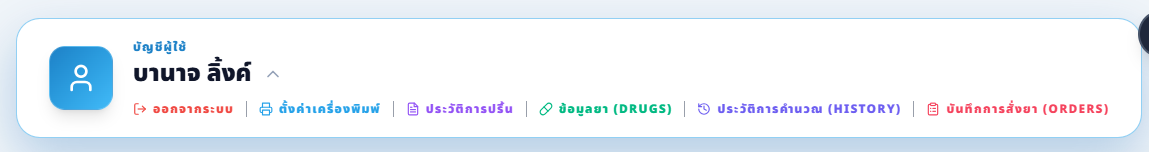 บัญชีผู้ใช้
บานาจ ลิ้งค์
ออกจากระบบ | ตั้งค่าเครื่องพิมพ์ | ประวัติการปริ้น | ข้อมูลยา (DRUGS) | ประวัติการคำนวณ (HISTORY) | บันทึกการสั่งยา (ORDERS)